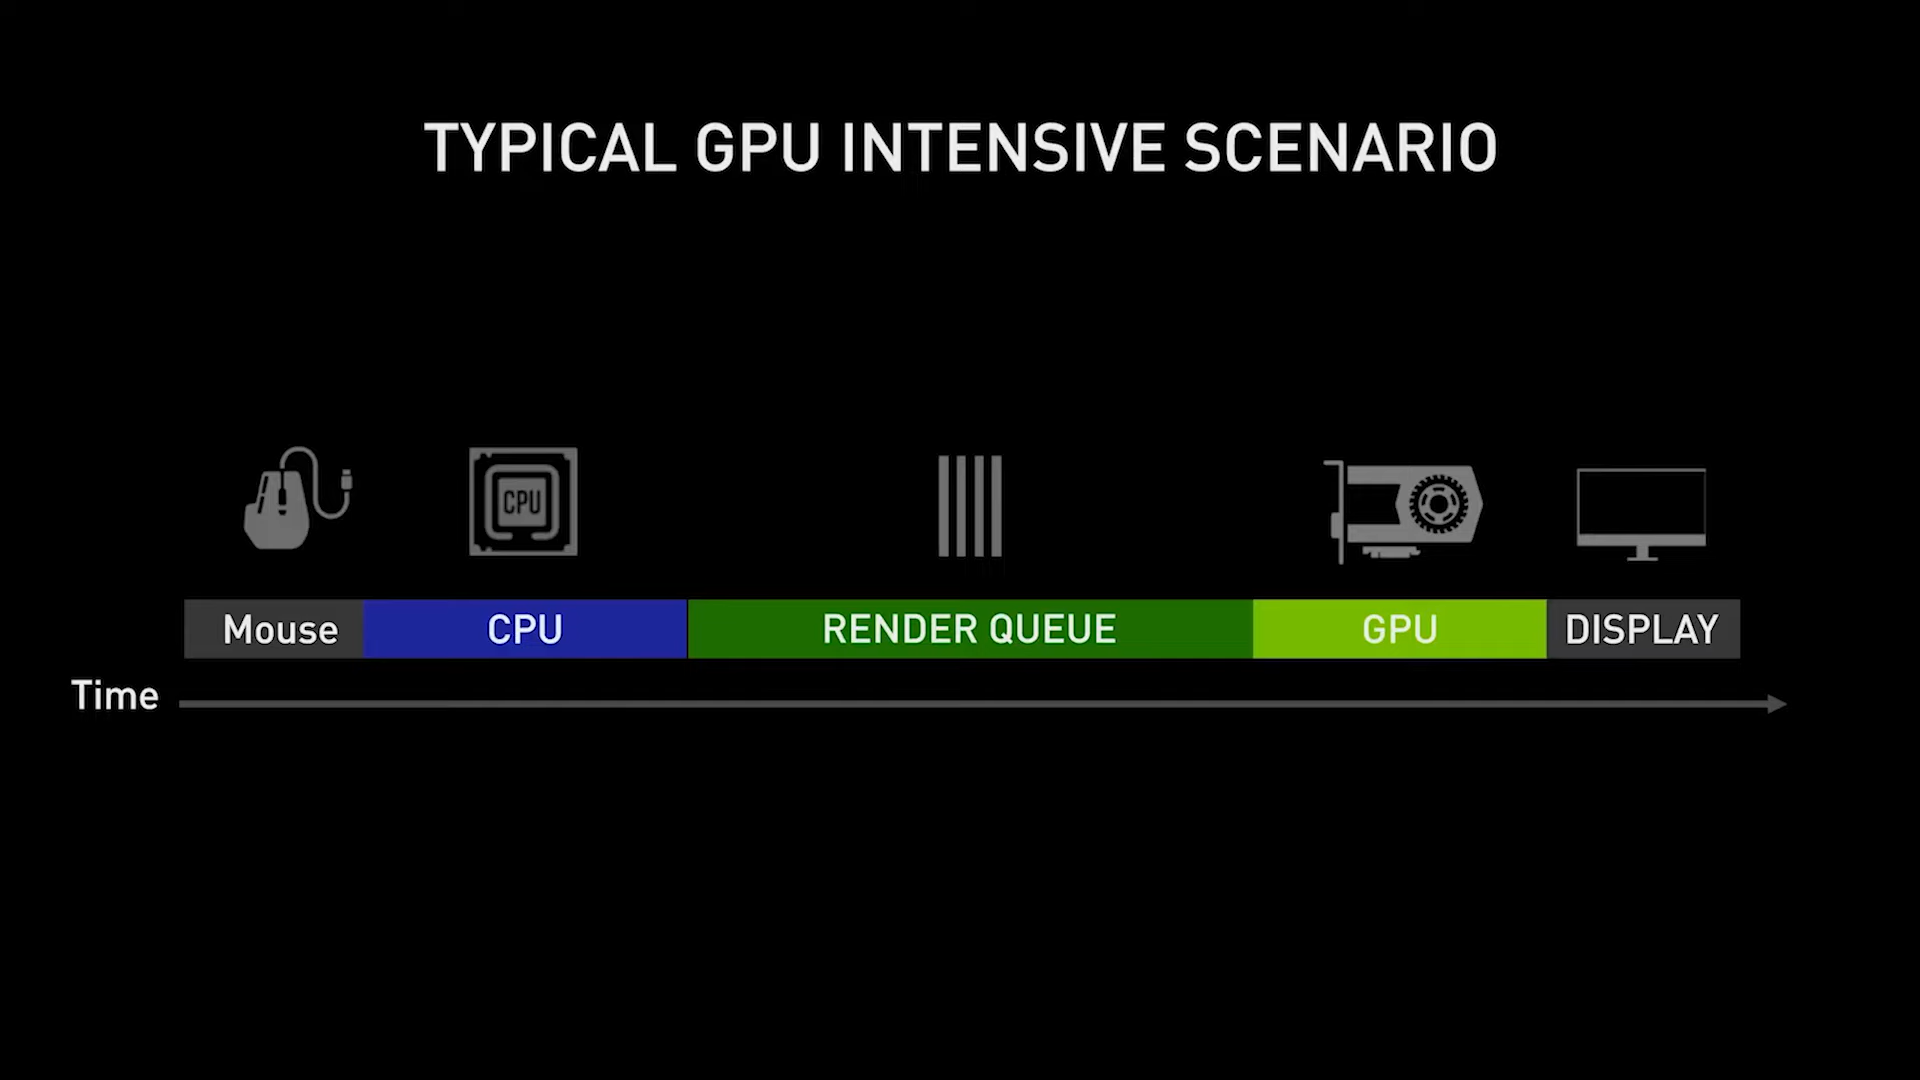 TYPICAL GPU INTENSIVE SCENARIO
CPU
Mouse CPU RENDER QUEUE GPU DISPLAY
Time